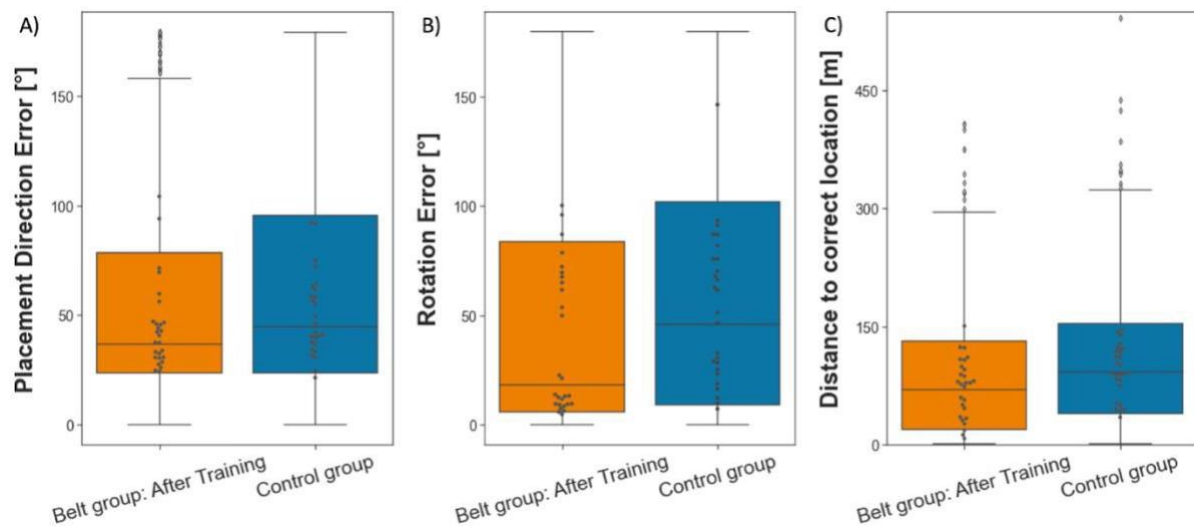 A)
Placement Direction Error [°]
150
100
50
0
Belt group: After Training
Control group
B)
Rotation Error [°]
150
100
50
0
Belt group: After Training
Control group
C)
Distance to correct location [m]
450
300
150
0
Belt group: After Training
Control group